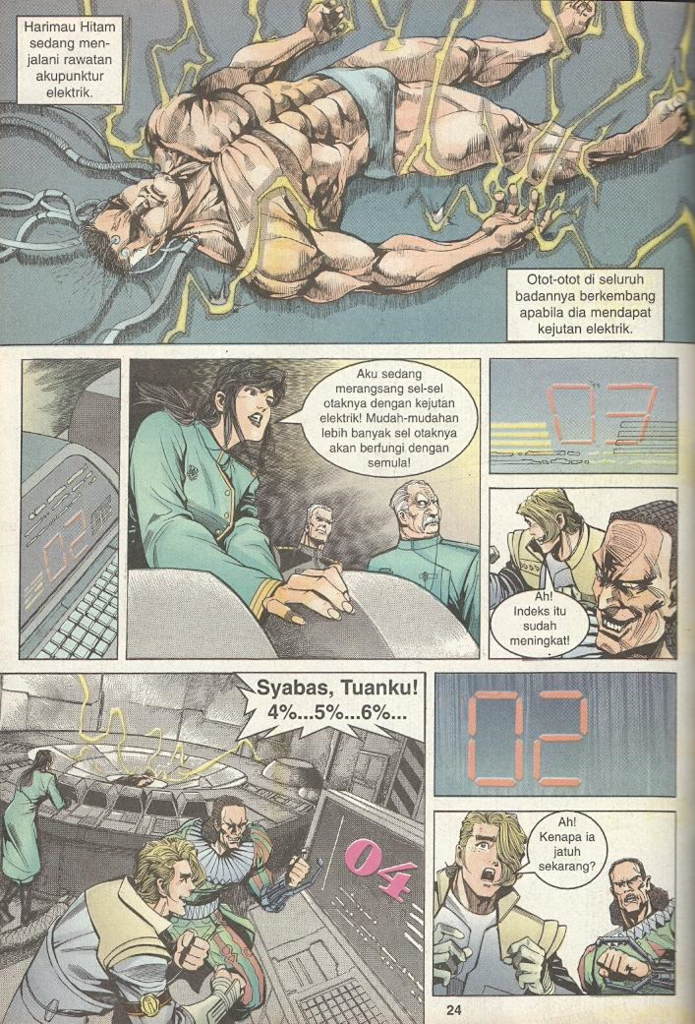 Harimau Hitam
sedang men-
jalani rawatan
akupunktur
elektrik.
Otot-otot di seluruh
badannya berkembang
apabila dia mendapat
kejutan elektrik.
02
Aku sedang
merangsang sel-sel
otaknya dengan kejutan
elektrik! Mudah-mudahan
lebih banyak sel otaknya
akan berfungi dengan
semula!
03
Ah!
Indeks itu
sudah
meningkat!
Syabas, Tuanku!
4%...5%...6%...
04
02
Ah!
Kenapa ia
jatuh
sekarang?
24